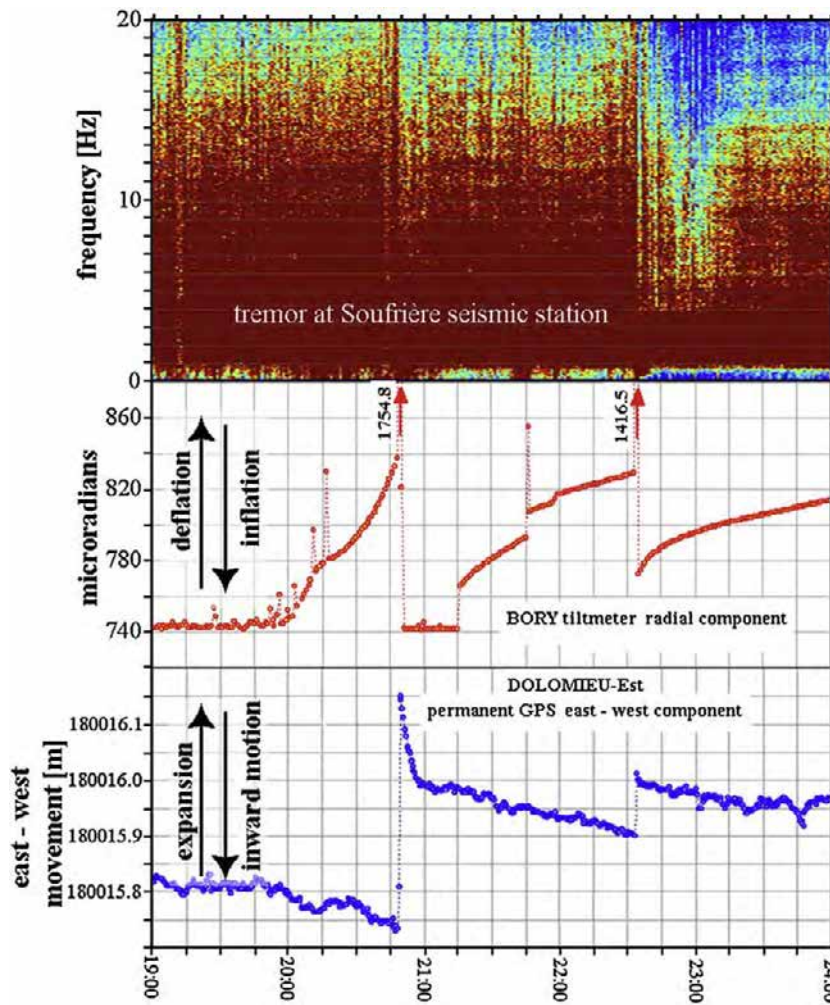 20
10
0
frequency [Hz]
tremor at Soufrière seismic station
860
820
780
740
microradians
deflation
inflation
1754.8
1416.5
BORY tiltmeter radial component
DOLOMIEU-Est
permanent GPS east - west component
180016.1
180016.0
180015.9
180015.8
east - west
movement [m]
expansion
inward motion
19:00
20:00
21:00
22:00
23:00